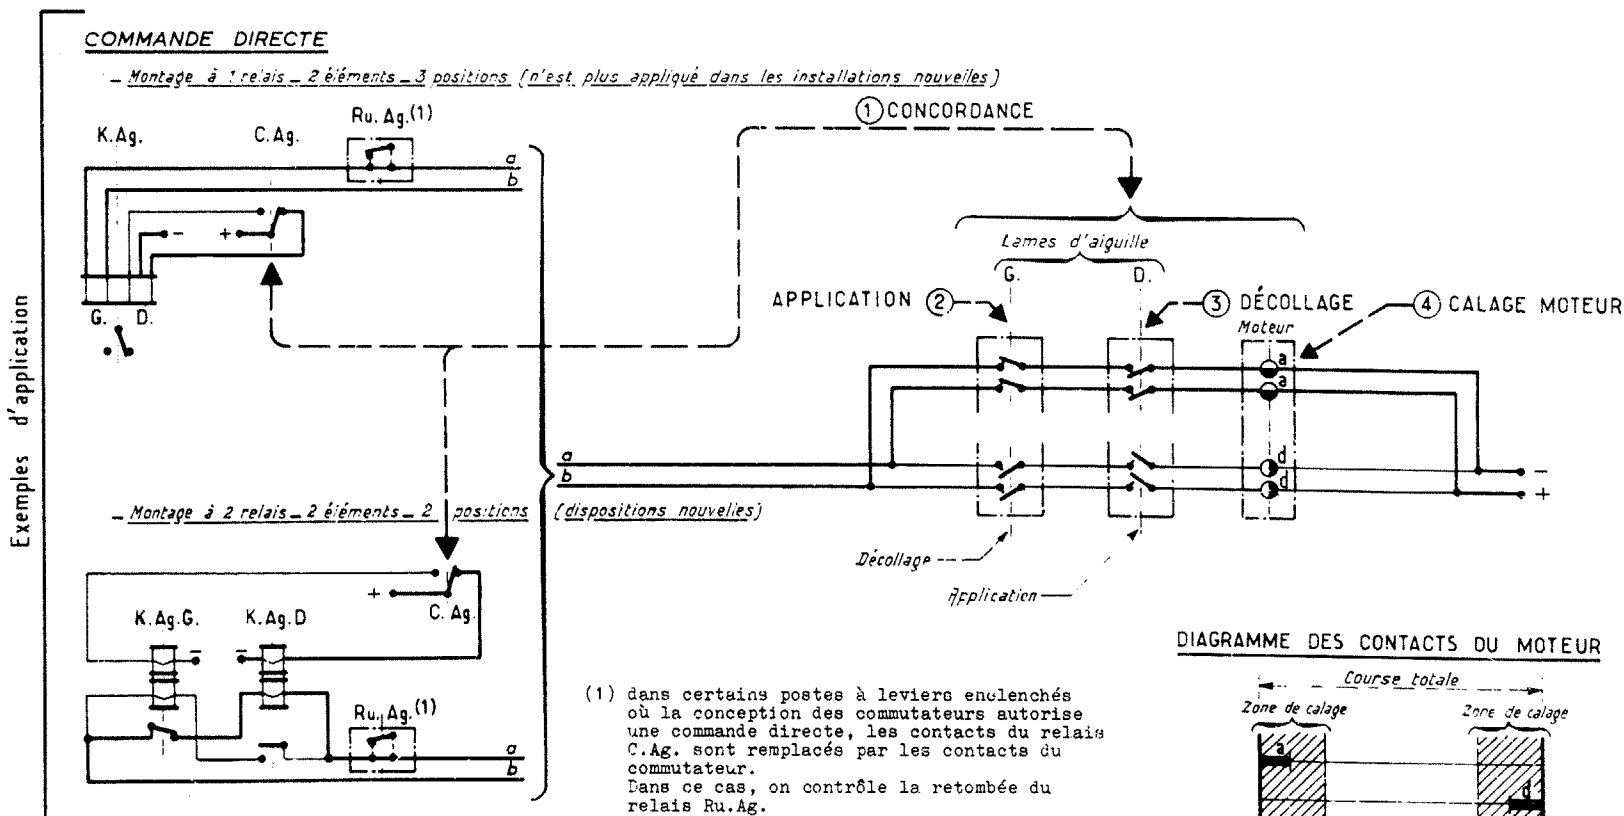 COMMANDE DIRECTE
_ Montage à 1 relais _ 2 éléments _ 3 positions (n'est plus appliqué dans les installations nouvelles)
① CONCORDANCE
Ru. Ag.(1)
K.Ag.
C.Ag.
a
b
-
+
G.
D.
Lames d'aiguille
G.
D.
APPLICATION ②
③ DÉCOLLAGE
④ CALAGE MOTEUR
Moteur
a
a
d
d
a
b
-
+
Exemples d'application
_ Montage à 2 relais _ 2 éléments _ 2 positions (dispositions nouvelles)
Décollage
Application
+
C. Ag.
K.Ag.G.
K.Ag.D
-
-
Ru. Ag.(1)
a
b
(1) dans certains postes à leviers enclenchés
où la conception des commutateurs autorise
une commande directe, les contacts du relais
C.Ag. sont remplacés par les contacts du
commutateur.
Dans ce cas, on contrôle la retombée du
relais Ru.Ag.
DIAGRAMME DES CONTACTS DU MOTEUR
Course totale
Zone de calage
Zone de calage
a
d